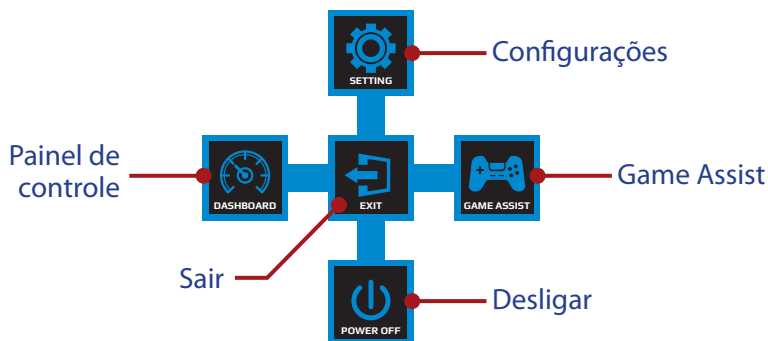 SETTING
Configurações
Painel de
controle
DASHBOARD
EXIT
GAME ASSIST
Game Assist
Sair
POWER OFF
Desligar